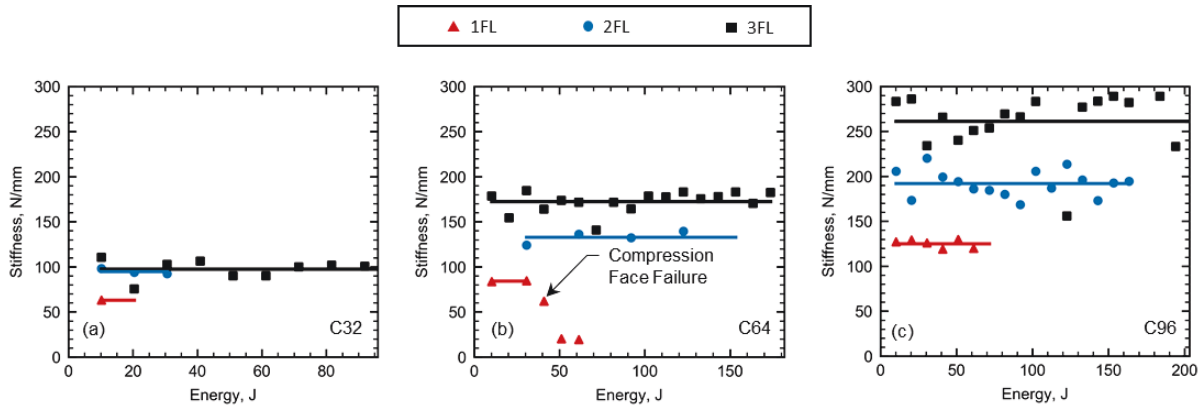 1FL 2FL 3FL
300
250
200
150
100
50
0
Stiffness, N/mm
(a)
C32
0 20 40 60 80
Energy, J
300
250
200
150
100
50
0
Stiffness, N/mm
Compression
Face Failure
(b)
C64
0 50 100 150
Energy, J
300
250
200
150
100
50
0
Stiffness, N/mm
(c)
C96
0 50 100 150 200
Energy, J